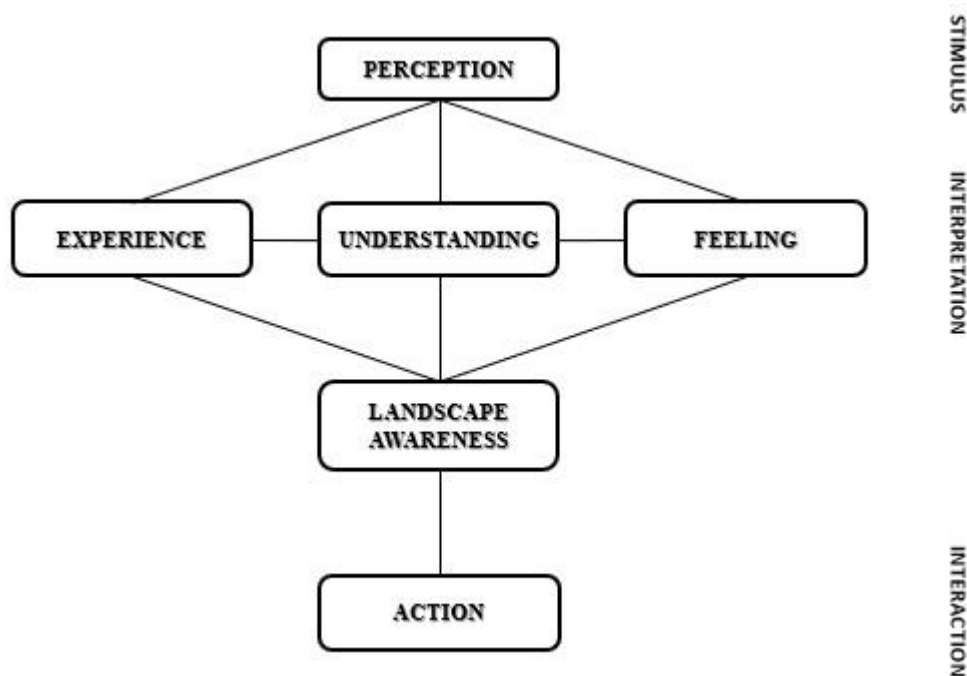 STIMULUS
PERCEPTION
INTERPRETATION
EXPERIENCE
UNDERSTANDING
FEELING
LANDSCAPE
AWARENESS
INTERACTION
ACTION